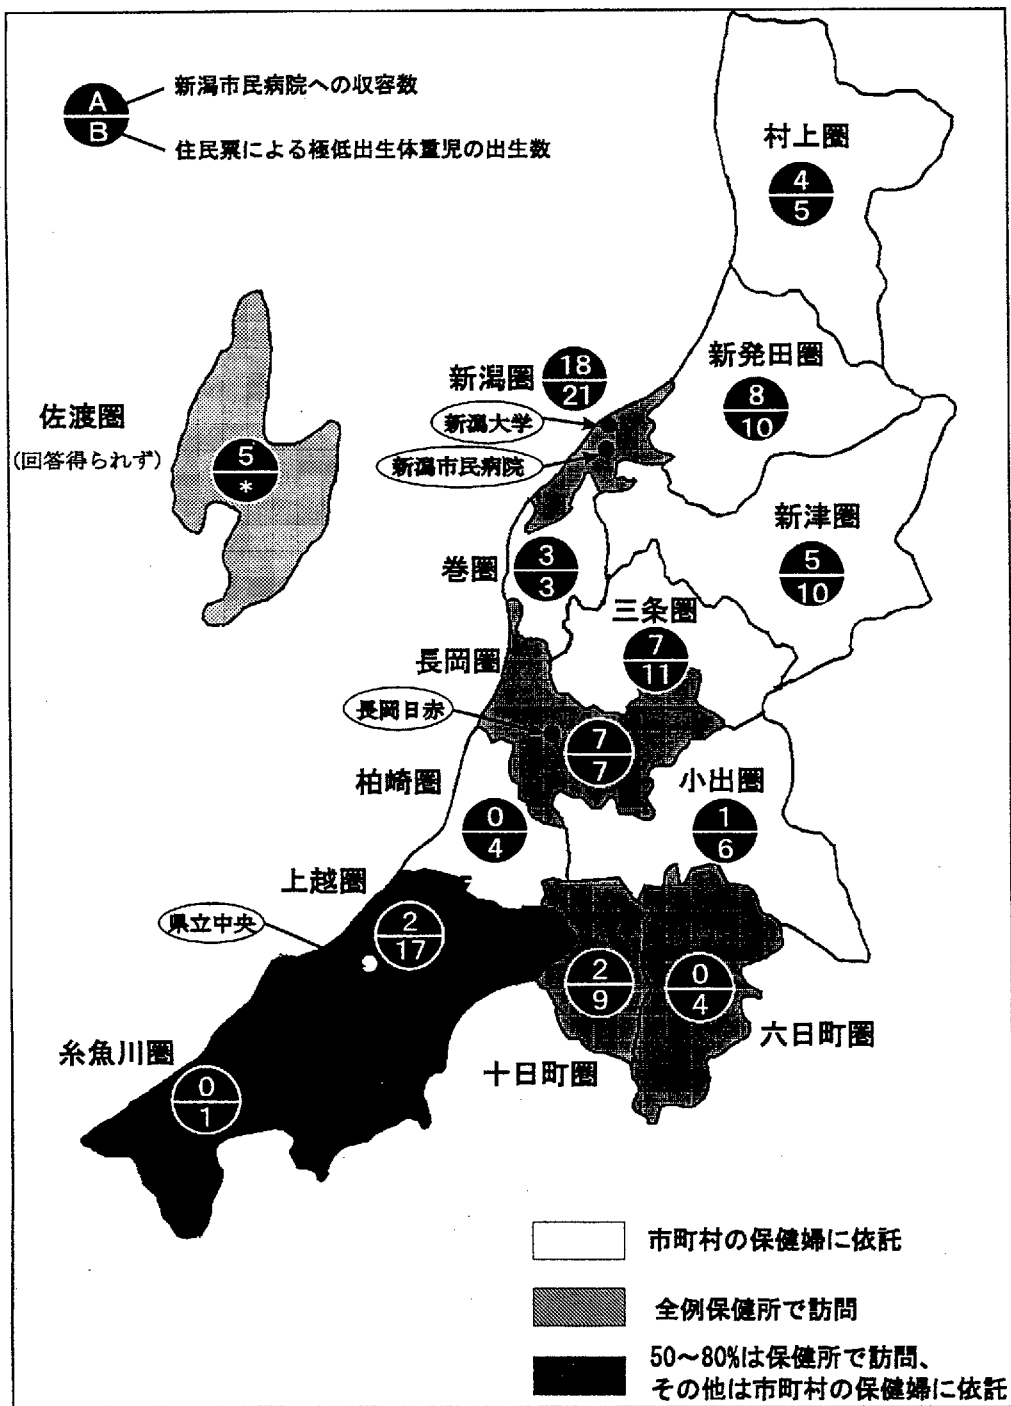 A
B
新潟市民病院への収容数
住民票による極低出生体重児の出生数
村上圏
4
5
新発田圏
8
10
新潟圏
18
21
新潟大学
新潟市民病院
佐渡圏
(回答得られず)
5
*
新津圏
5
10
巻圏
3
3
三条圏
7
11
長岡圏
長岡日赤
7
7
柏崎圏
0
4
小出圏
1
6
上越圏
県立中央
2
17
2
9
0
4
六日町圏
十日町圏
糸魚川圏
0
1
市町村の保健婦に依託
全例保健所で訪問
50～80%は保健所で訪問、
その他は市町村の保健婦に依託